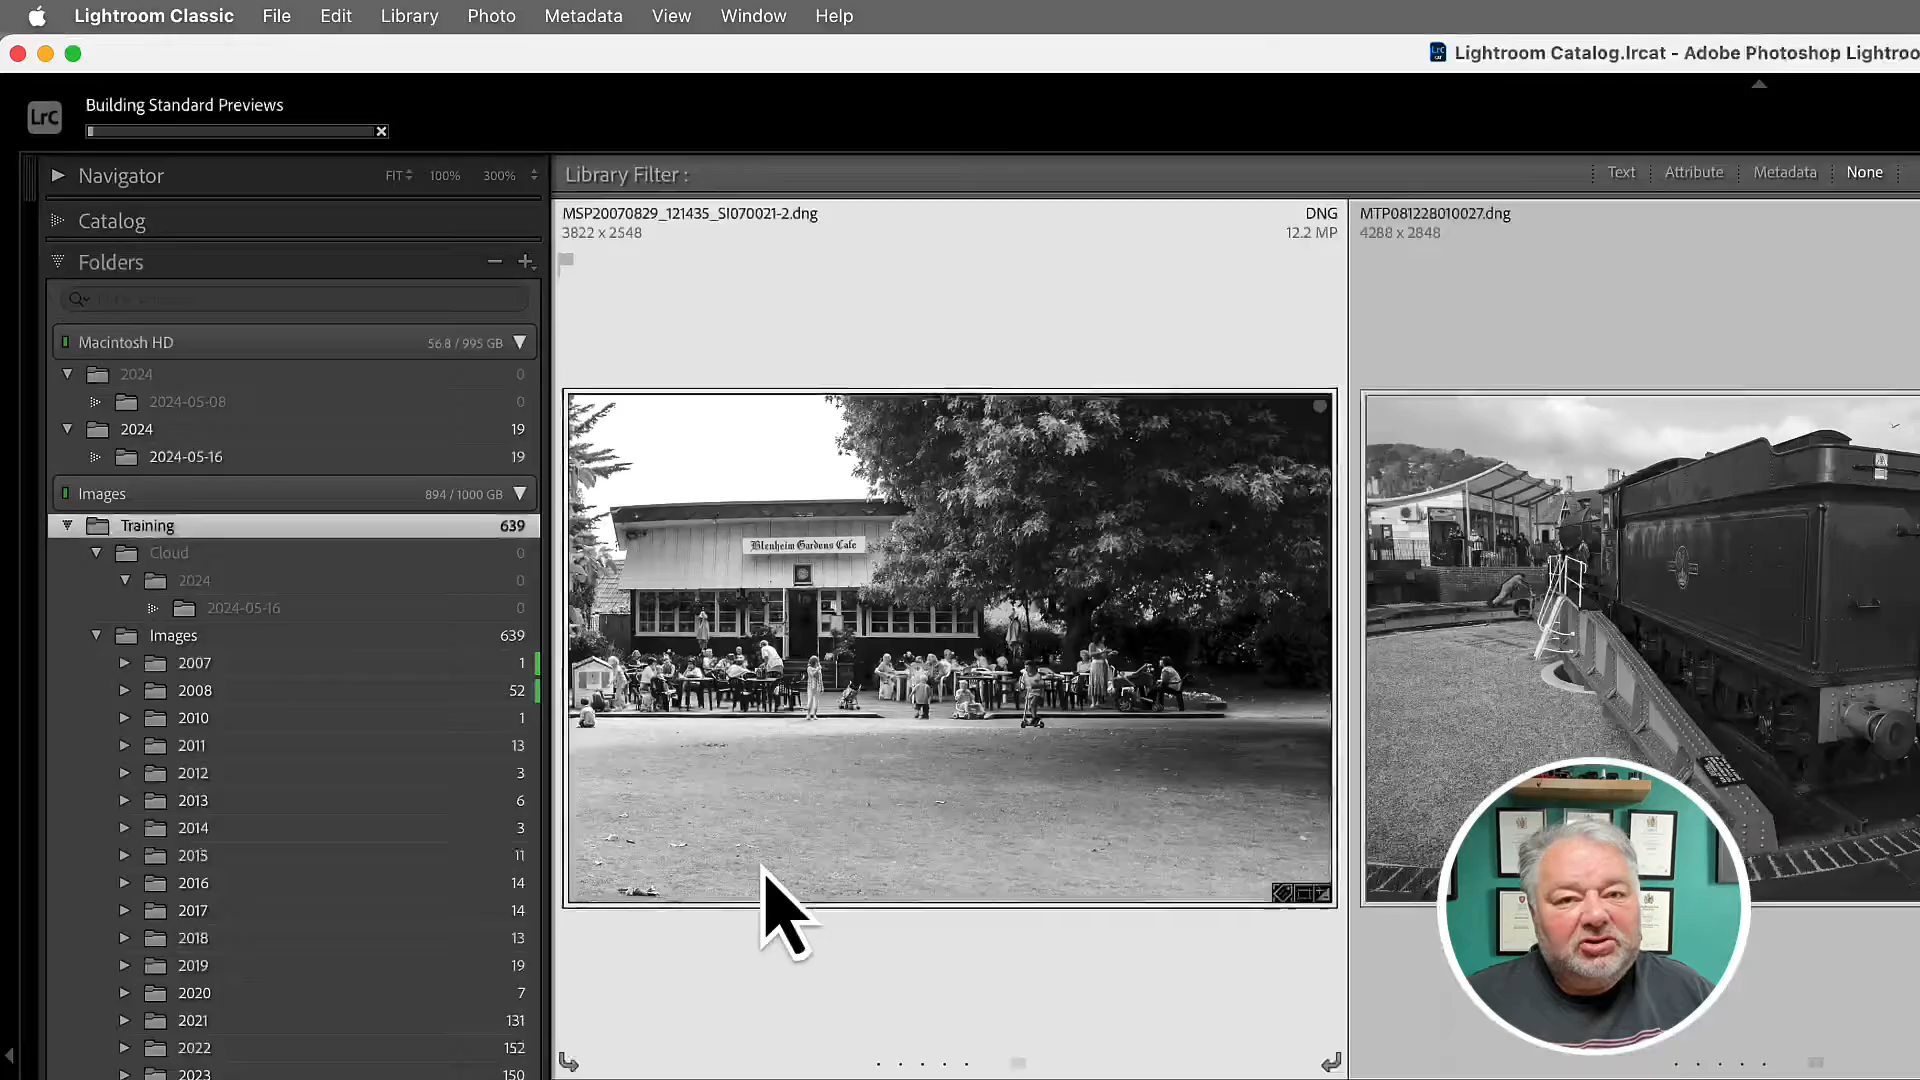 Lightroom Classic File Edit Library Photo Metadata View Window Help
LrC Lightroom Catalog.lrcat - Adobe Photoshop Lightroo
LrC
Building Standard Previews
Navigator FIT 100% 300%
Library Filter : Text Attribute Metadata None
Catalog
MSP20070829_121435_SI070021-2.dng DNG
3822 x 2548 12.2 MP
MTP081228010027.dng
4288 x 2848
Folders
Macintosh HD 56.8 / 995 GB
2024 0
2024-05-08 0
2024 19
2024-05-16 19
Images 894 / 1000 GB
Training 639
Cloud 0
2024 0
2024-05-16 0
Images 639
2007 1
2008 52
2010 1
2011 13
2012 3
2013 6
2014 3
2015 11
2016 14
2017 14
2018 13
2019 19
2020 7
2021 131
2022 152
2023 150
Blenheim Gardens Cafe